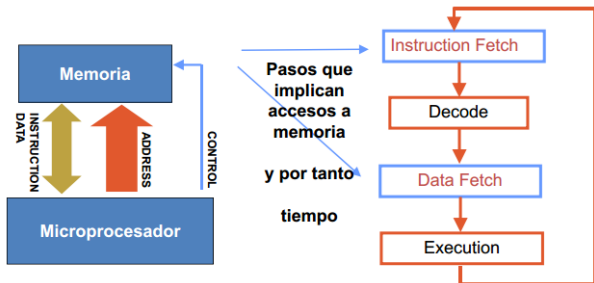 Memoria
INSTRUCTION
DATA
ADDRESS
CONTROL
Microprocesador
Pasos que
implican
accesos a
memoria
y por tanto
tiempo
Instruction Fetch
Decode
Data Fetch
Execution